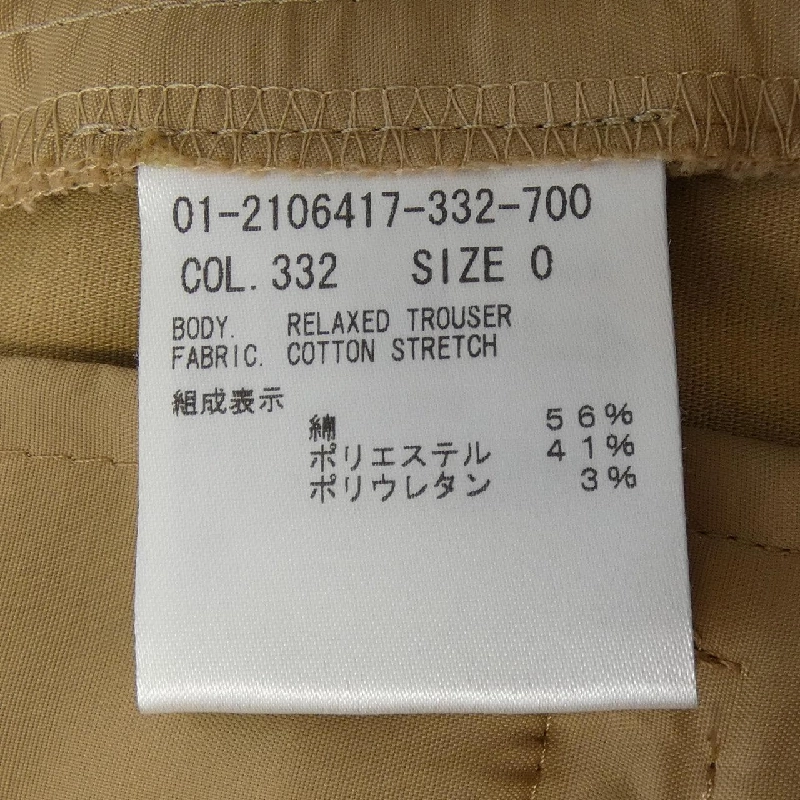 01-2106417-332-700
COL. 332 SIZE 0
BODY. RELAXED TROUSER
FABRIC. COTTON STRETCH
組成表示
綿 56%
ポリエステル 41%
ポリウレタン 3%